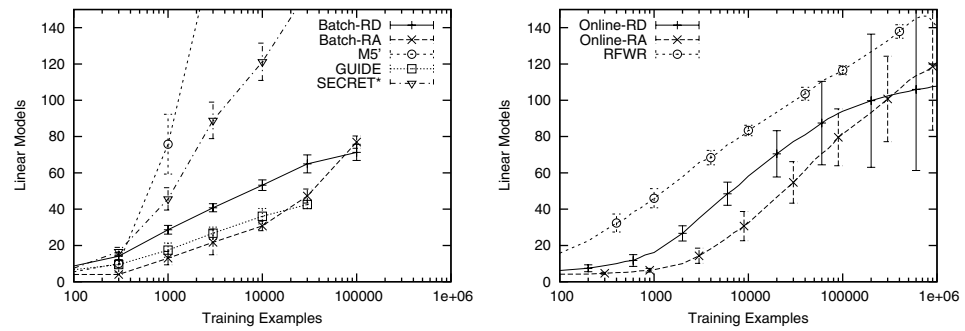 140
120
100
80
60
40
20
0
Linear Models
100
1000
10000
100000
1e+06
Training Examples
Batch-RD
Batch-RA
M5'
GUIDE
SECRET*
140
120
100
80
60
40
20
0
Linear Models
100
1000
10000
100000
1e+06
Training Examples
Online-RD
Online-RA
RFWR